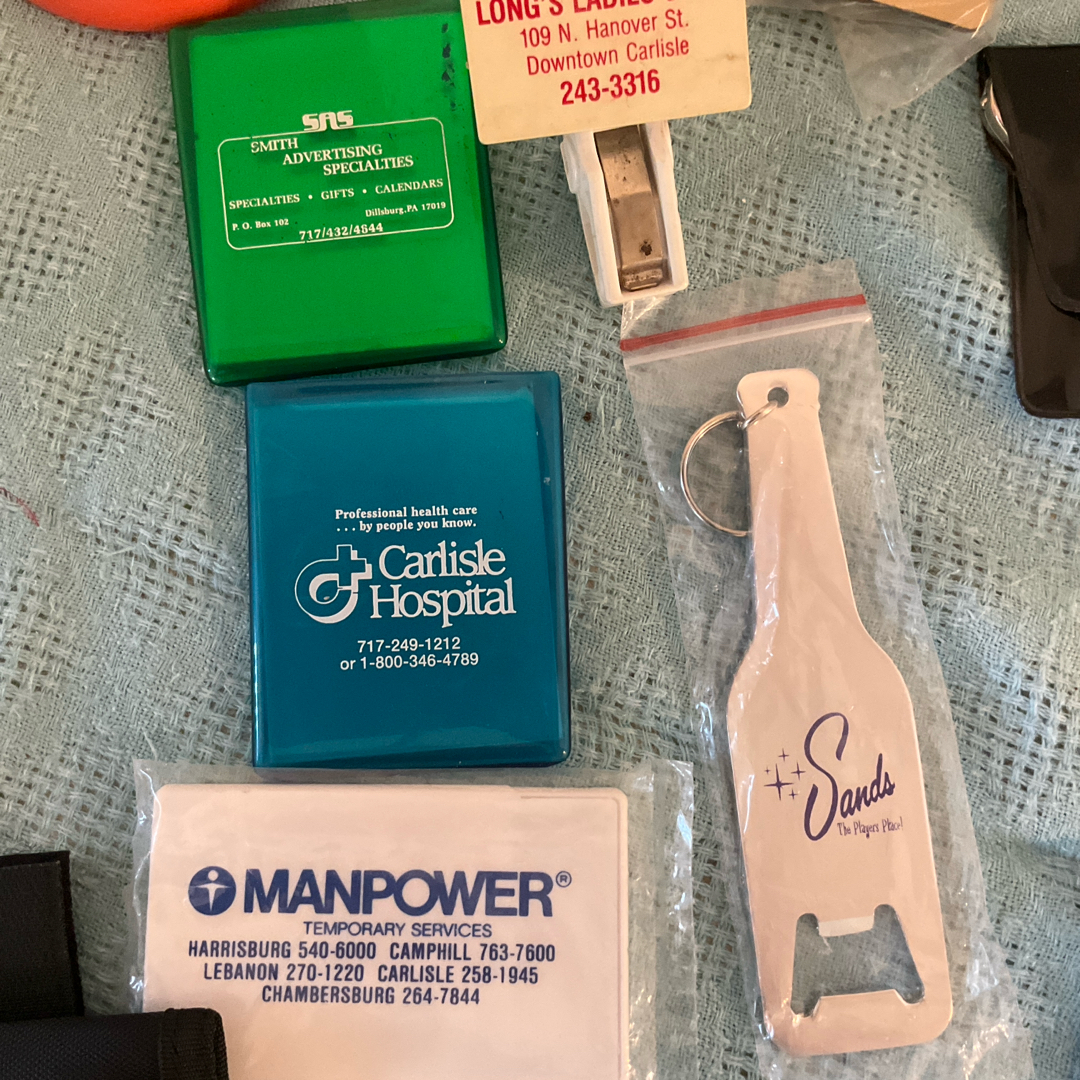 LONG'S LADIES
109 N. Hanover St.
Downtown Carlisle
243-3316
SAS
SMITH
ADVERTISING
SPECIALTIES
SPECIALTIES • GIFTS • CALENDARS
P. O. Box 102 Dillsburg, PA 17019
717/432/4644
Professional health care
. . . by people you know.
Carlisle
Hospital
717-249-1212
or 1-800-346-4789
Sands
The Players Place!
MANPOWER®
TEMPORARY SERVICES
HARRISBURG 540-6000 CAMPHILL 763-7600
LEBANON 270-1220 CARLISLE 258-1945
CHAMBERSBURG 264-7844